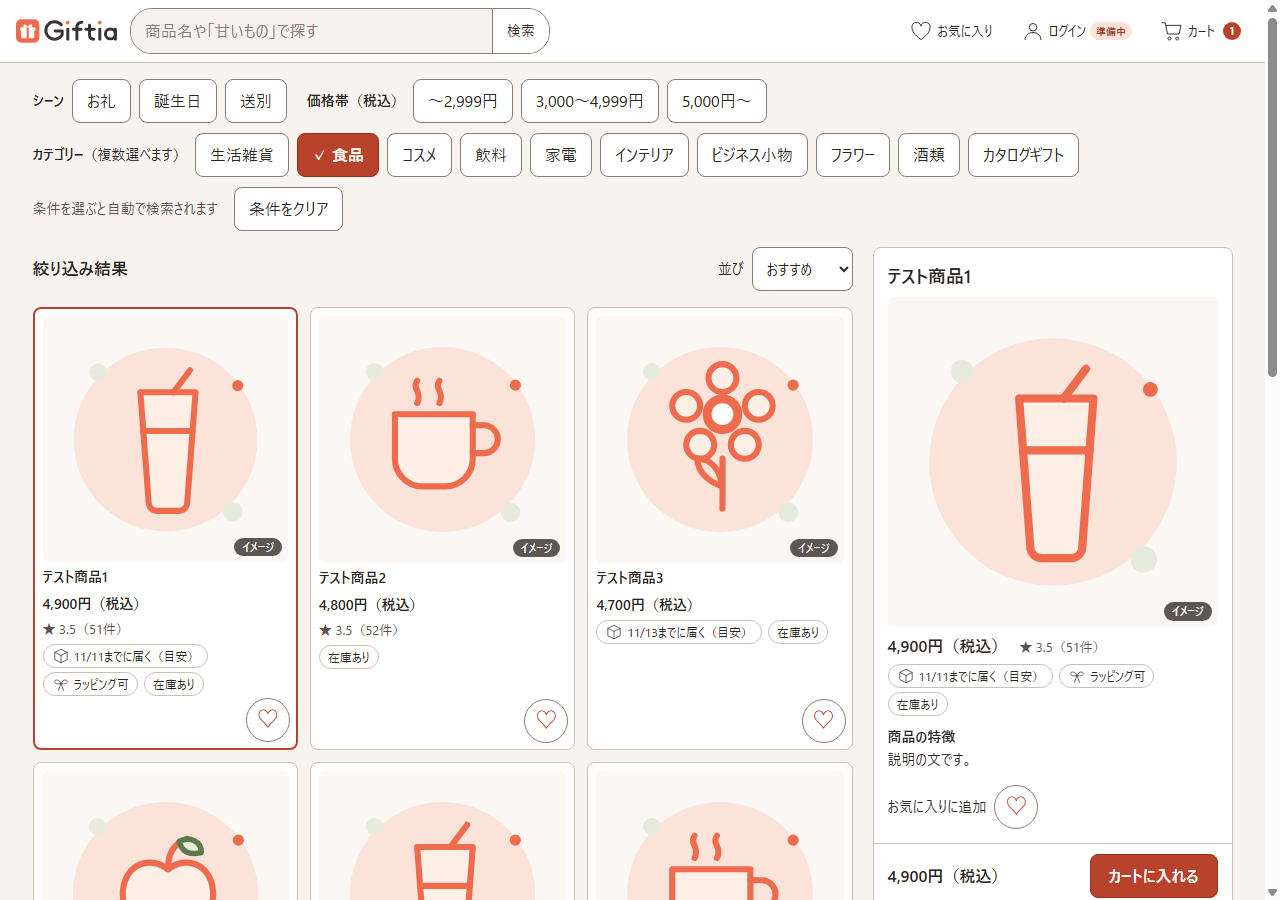 Giftia 商品名や「甘いもの」で探す 検索 お気に入り ログイン 準備中 カート 1
シーン お礼 誕生日 送別 価格帯（税込） ～2,999円 3,000～4,999円 5,000円～
カテゴリー（複数選べます） 生活雑貨 ✓ 食品 コスメ 飲料 家電 インテリア ビジネス小物 フラワー 酒類 カタログギフト
条件を選ぶと自動で検索されます 条件をクリア
絞り込み結果 並び おすすめ
イメージ
テスト商品1
4,900円（税込）
★ 3.5（51件）
11/11までに届く（目安）
ラッピング可 在庫あり
イメージ
テスト商品2
4,800円（税込）
★ 3.5（52件）
在庫あり
イメージ
テスト商品3
4,700円（税込）
11/13までに届く（目安） 在庫あり
テスト商品1
イメージ
4,900円（税込） ★ 3.5（51件）
11/11までに届く（目安） ラッピング可
在庫あり
商品の特徴
説明の文です。
お気に入りに追加
4,900円（税込） カートに入れる